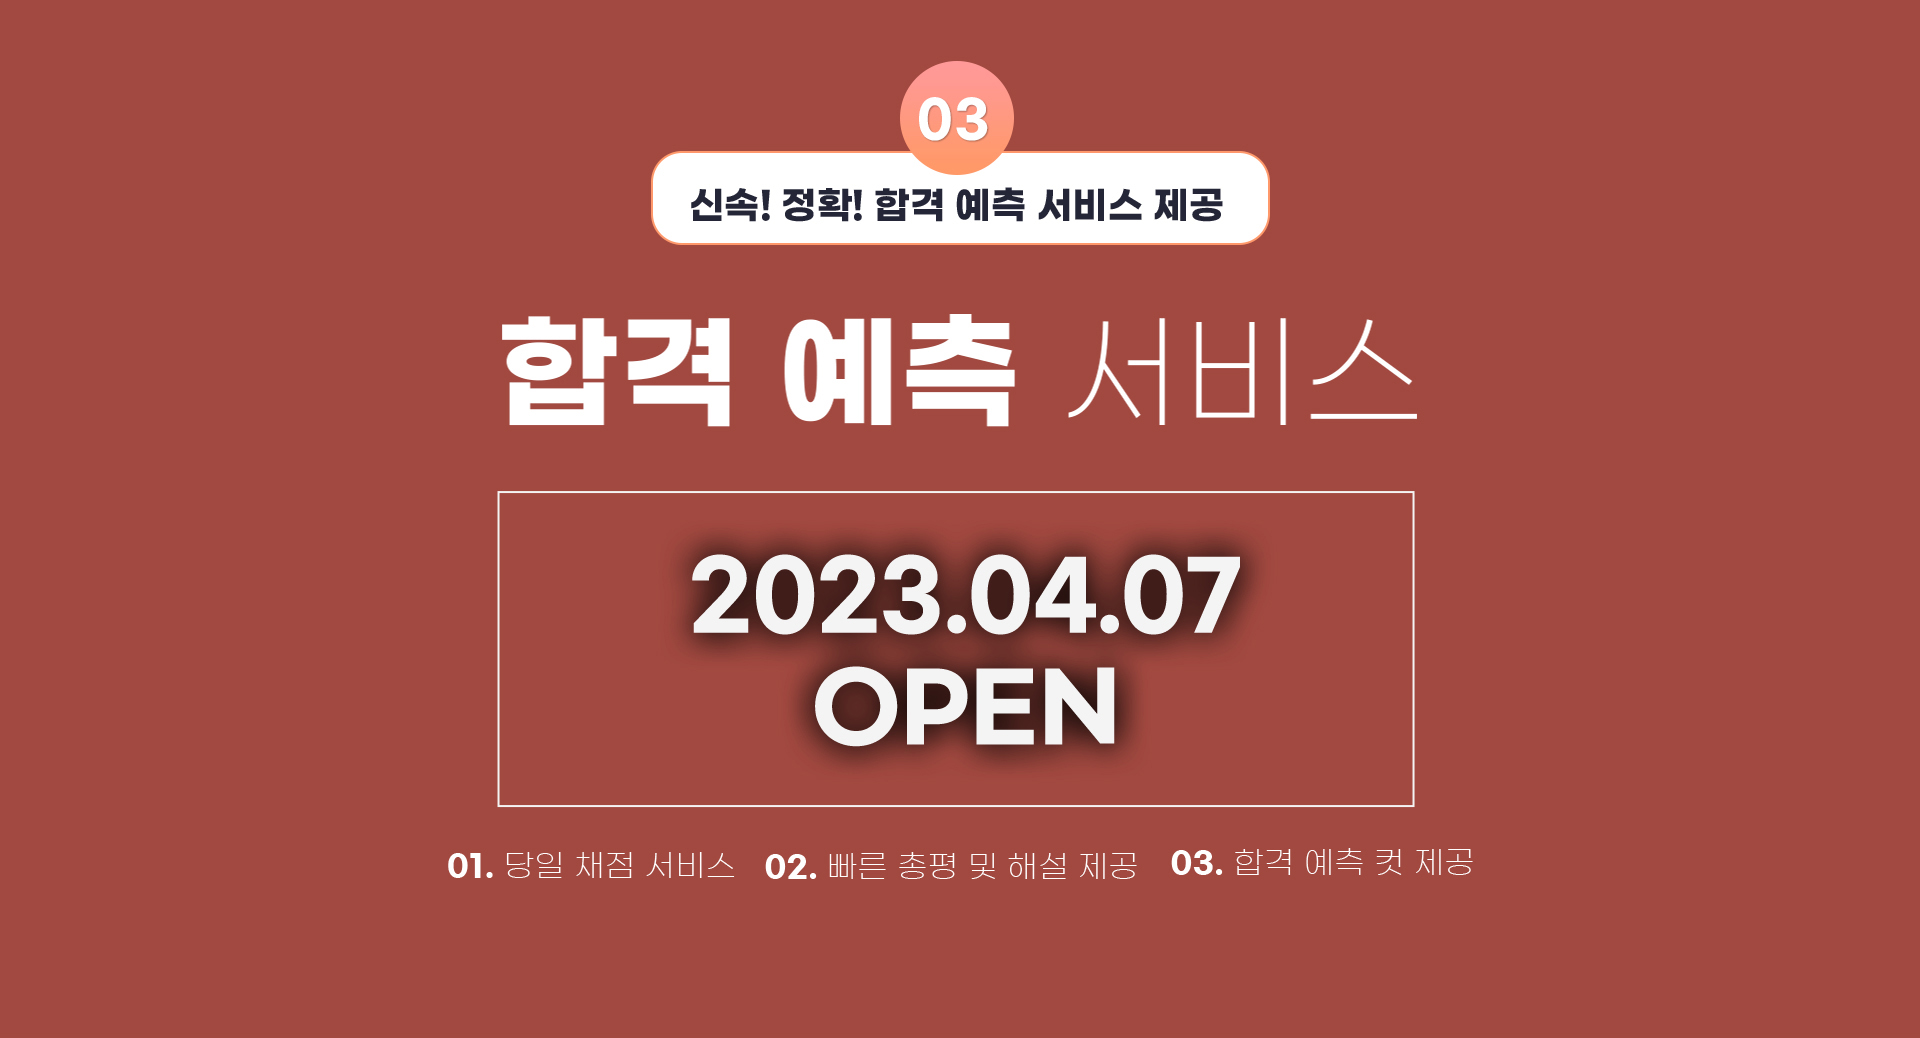 03
신속! 정확! 합격 예측 서비스 제공
합격 예측 서비스
2023.04.07
OPEN
01. 당일 채점 서비스 02. 빠른 총평 및 해설 제공 03. 합격 예측 컷 제공